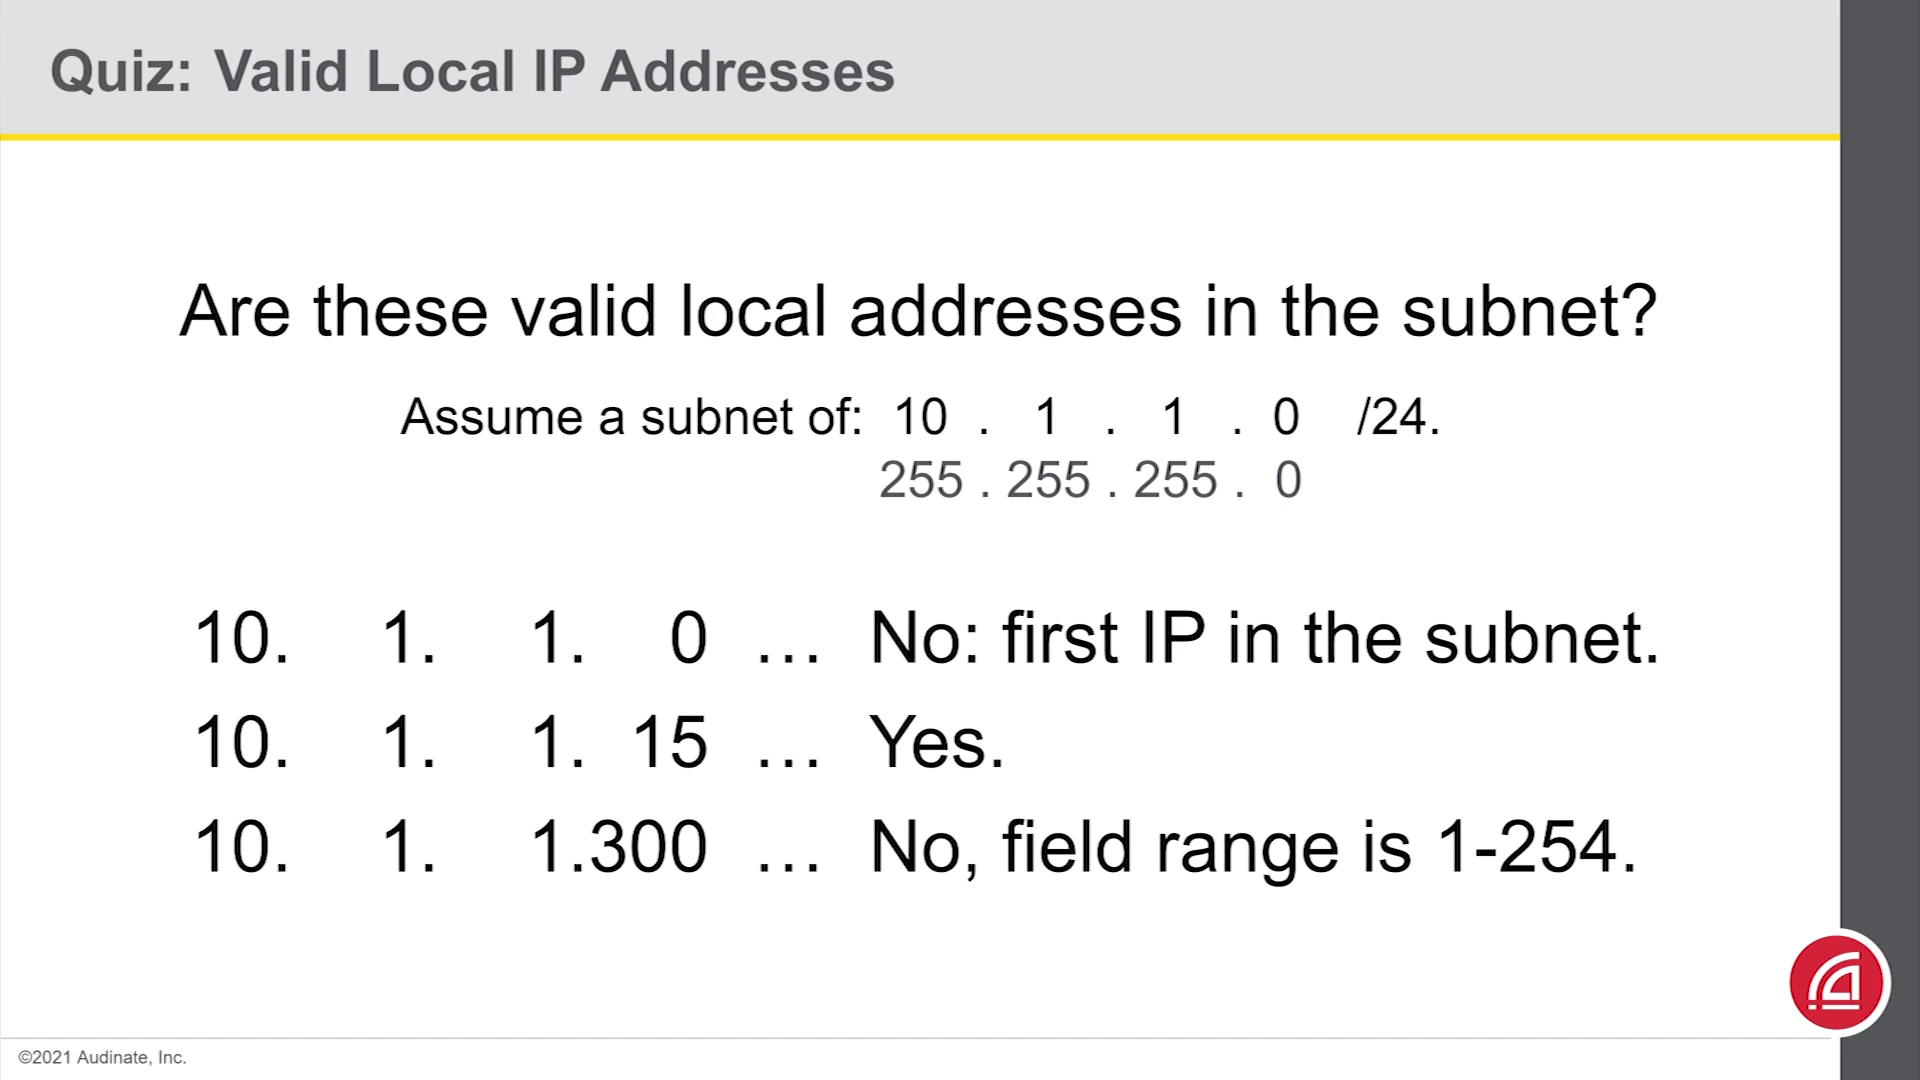 Quiz: Valid Local IP Addresses
Are these valid local addresses in the subnet?
Assume a subnet of: 10 . 1 . 1 . 0 /24.
255 . 255 . 255 . 0
10. 1. 1. 0 … No: first IP in the subnet.
10. 1. 1. 15 … Yes.
10. 1. 1.300 … No, field range is 1-254.
©2021 Audinate, Inc.